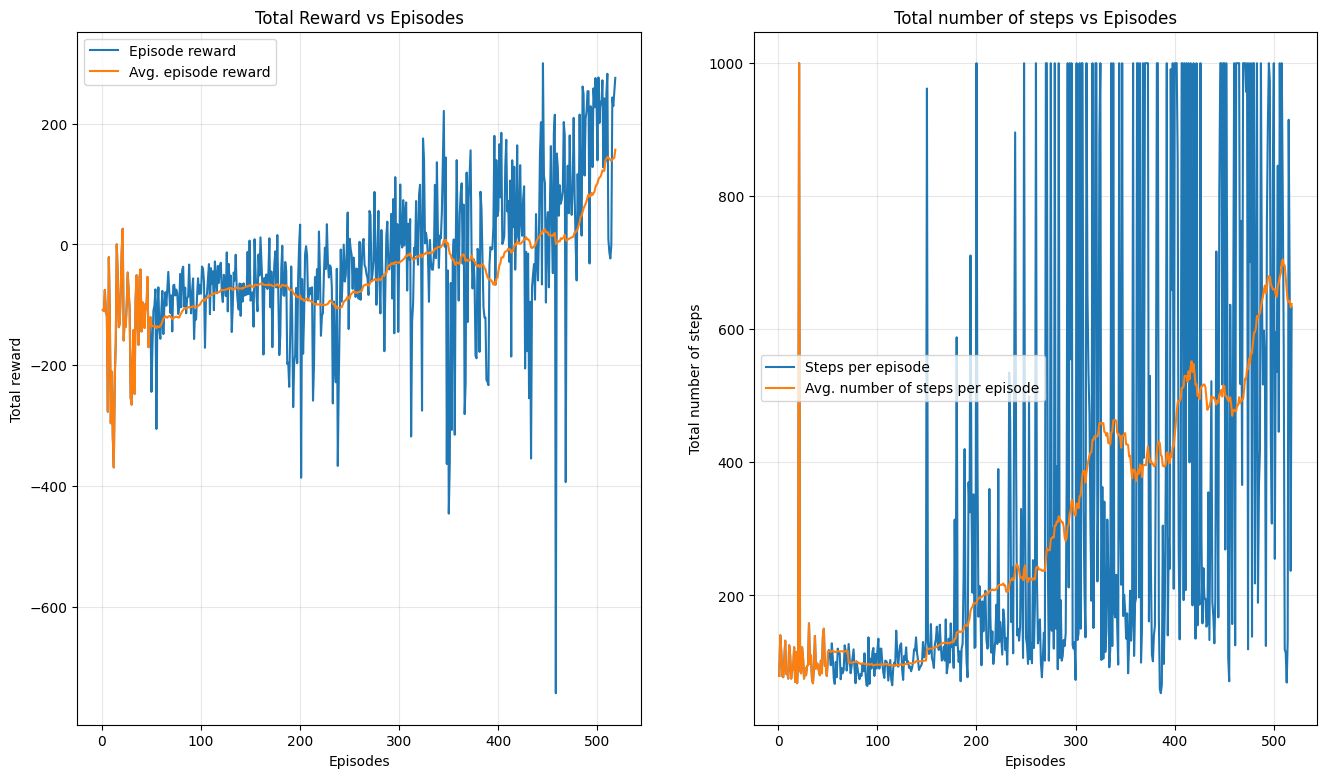 Total Reward vs Episodes
Episode reward
Avg. episode reward
200
0
−200
−400
−600
Total reward
0
100
200
300
400
500
Episodes
Total number of steps vs Episodes
1000
800
600
400
200
Total number of steps
Steps per episode
Avg. number of steps per episode
0
100
200
300
400
500
Episodes